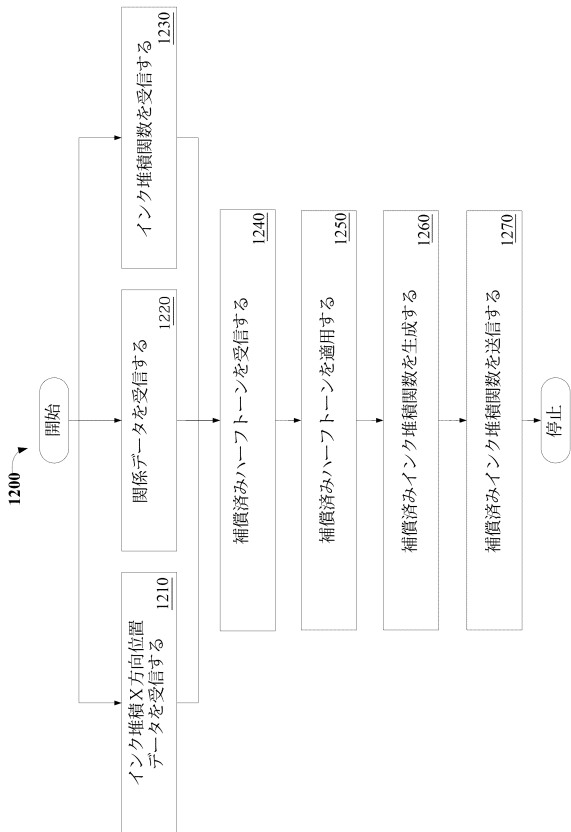 1200
開始
インク堆積X方向位置
データを受信する
1210
関係データを受信する
1220
インク堆積関数を受信する
1230
補償済みハーフトーンを受信する
1240
補償済みハーフトーンを適用する
1250
補償済みインク堆積関数を生成する
1260
補償済みインク堆積関数を送信する
1270
停止